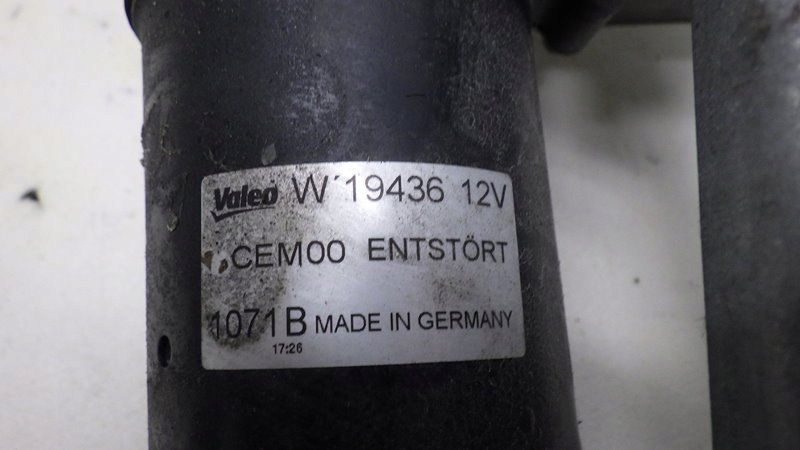 Valeo W´19436 12V
CEM00 ENTSTÖRT
1071B MADE IN GERMANY
17:26